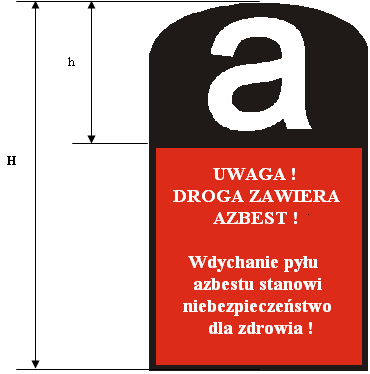 h
H
a
UWAGA !
DROGA ZAWIERA
AZBEST !
Wdychanie pyłu
azbestu stanowi
niebezpieczeństwo
dla zdrowia !